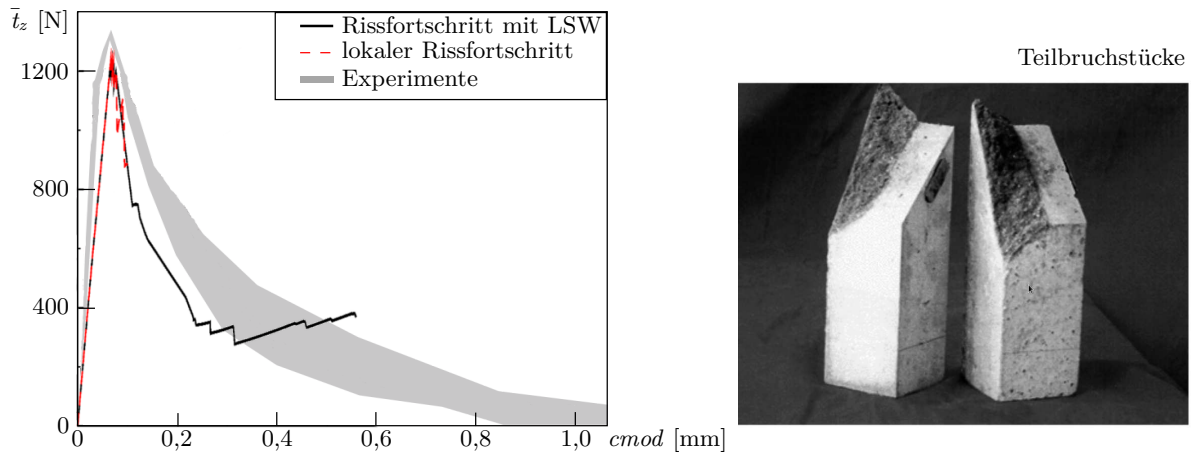 t̄z [N]
Rissfortschritt mit LSW
lokaler Rissfortschritt
Experimente
1200
800
400
0
0
0,2
0,4
0,6
0,8
1,0
cmod [mm]
Teilbruchstücke